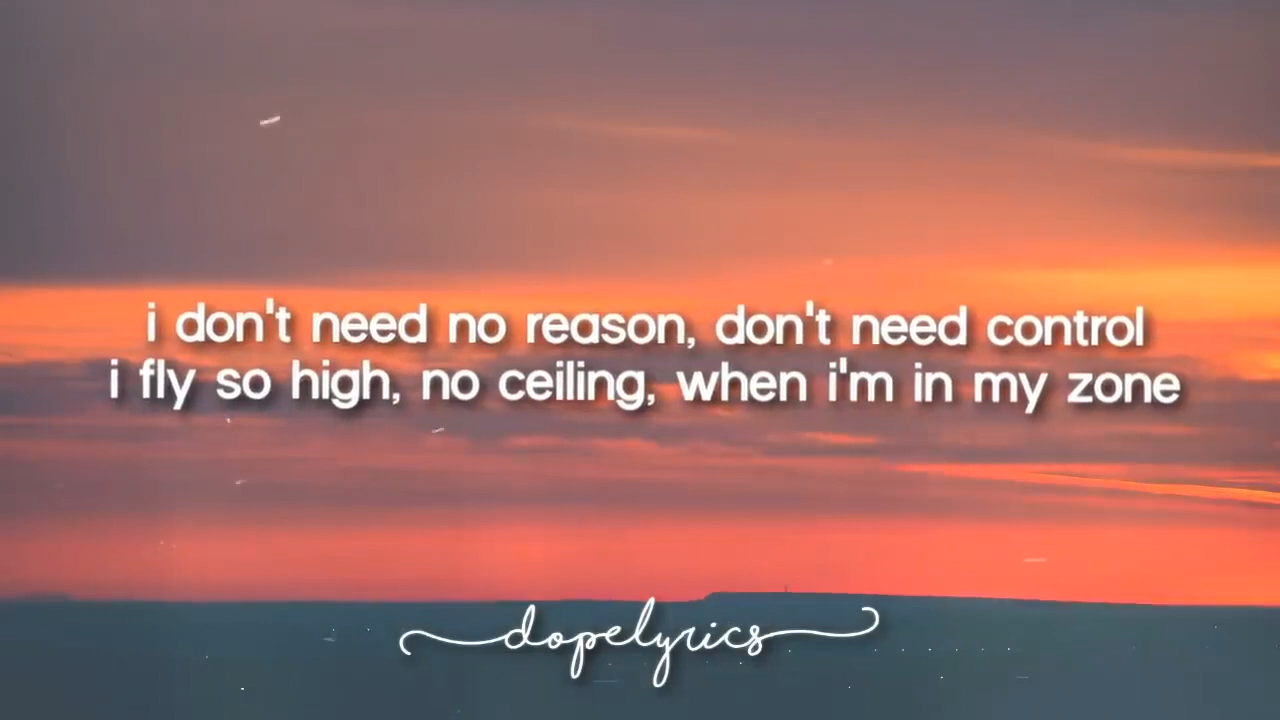 i don't need no reason, don't need control
i fly so high, no ceiling, when i'm in my zone
dopelyrics